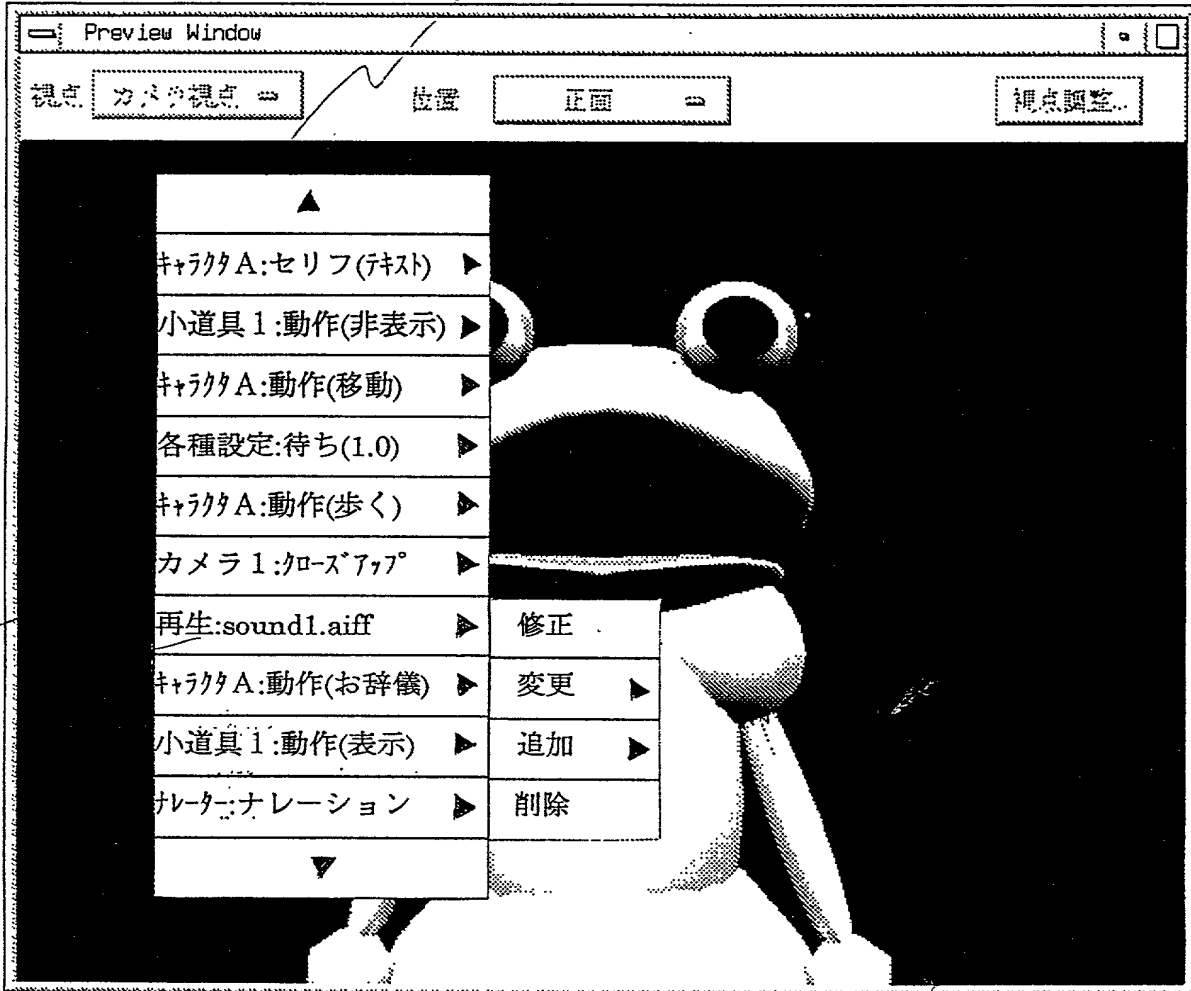 Preview Window
視点 カメラ視点 位置 正面 視点調整..
▲
ｷｬﾗｸﾀA:セリフ(ﾃｷｽﾄ) ▶
小道具1:動作(非表示) ▶
ｷｬﾗｸﾀA:動作(移動) ▶
各種設定:待ち(1.0) ▶
ｷｬﾗｸﾀA:動作(歩く) ▶
カメラ1:ｸﾛｰｽﾞｱｯﾌﾟ ▶
再生:sound1.aiff ▶ 修正
ｷｬﾗｸﾀA:動作(お辞儀) ▶ 変更 ▶
小道具1:動作(表示) ▶ 追加 ▶
ﾅﾚｰﾀｰ:ナレーション ▶ 削除
▼